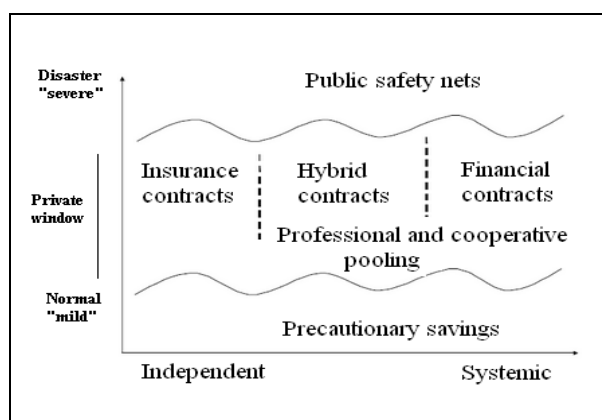 Disaster
"severe"
Public safety nets
Insurance
contracts
Hybrid
contracts
Financial
contracts
Private
window
Professional and cooperative
pooling
Normal
"mild"
Precautionary savings
Independent
Systemic